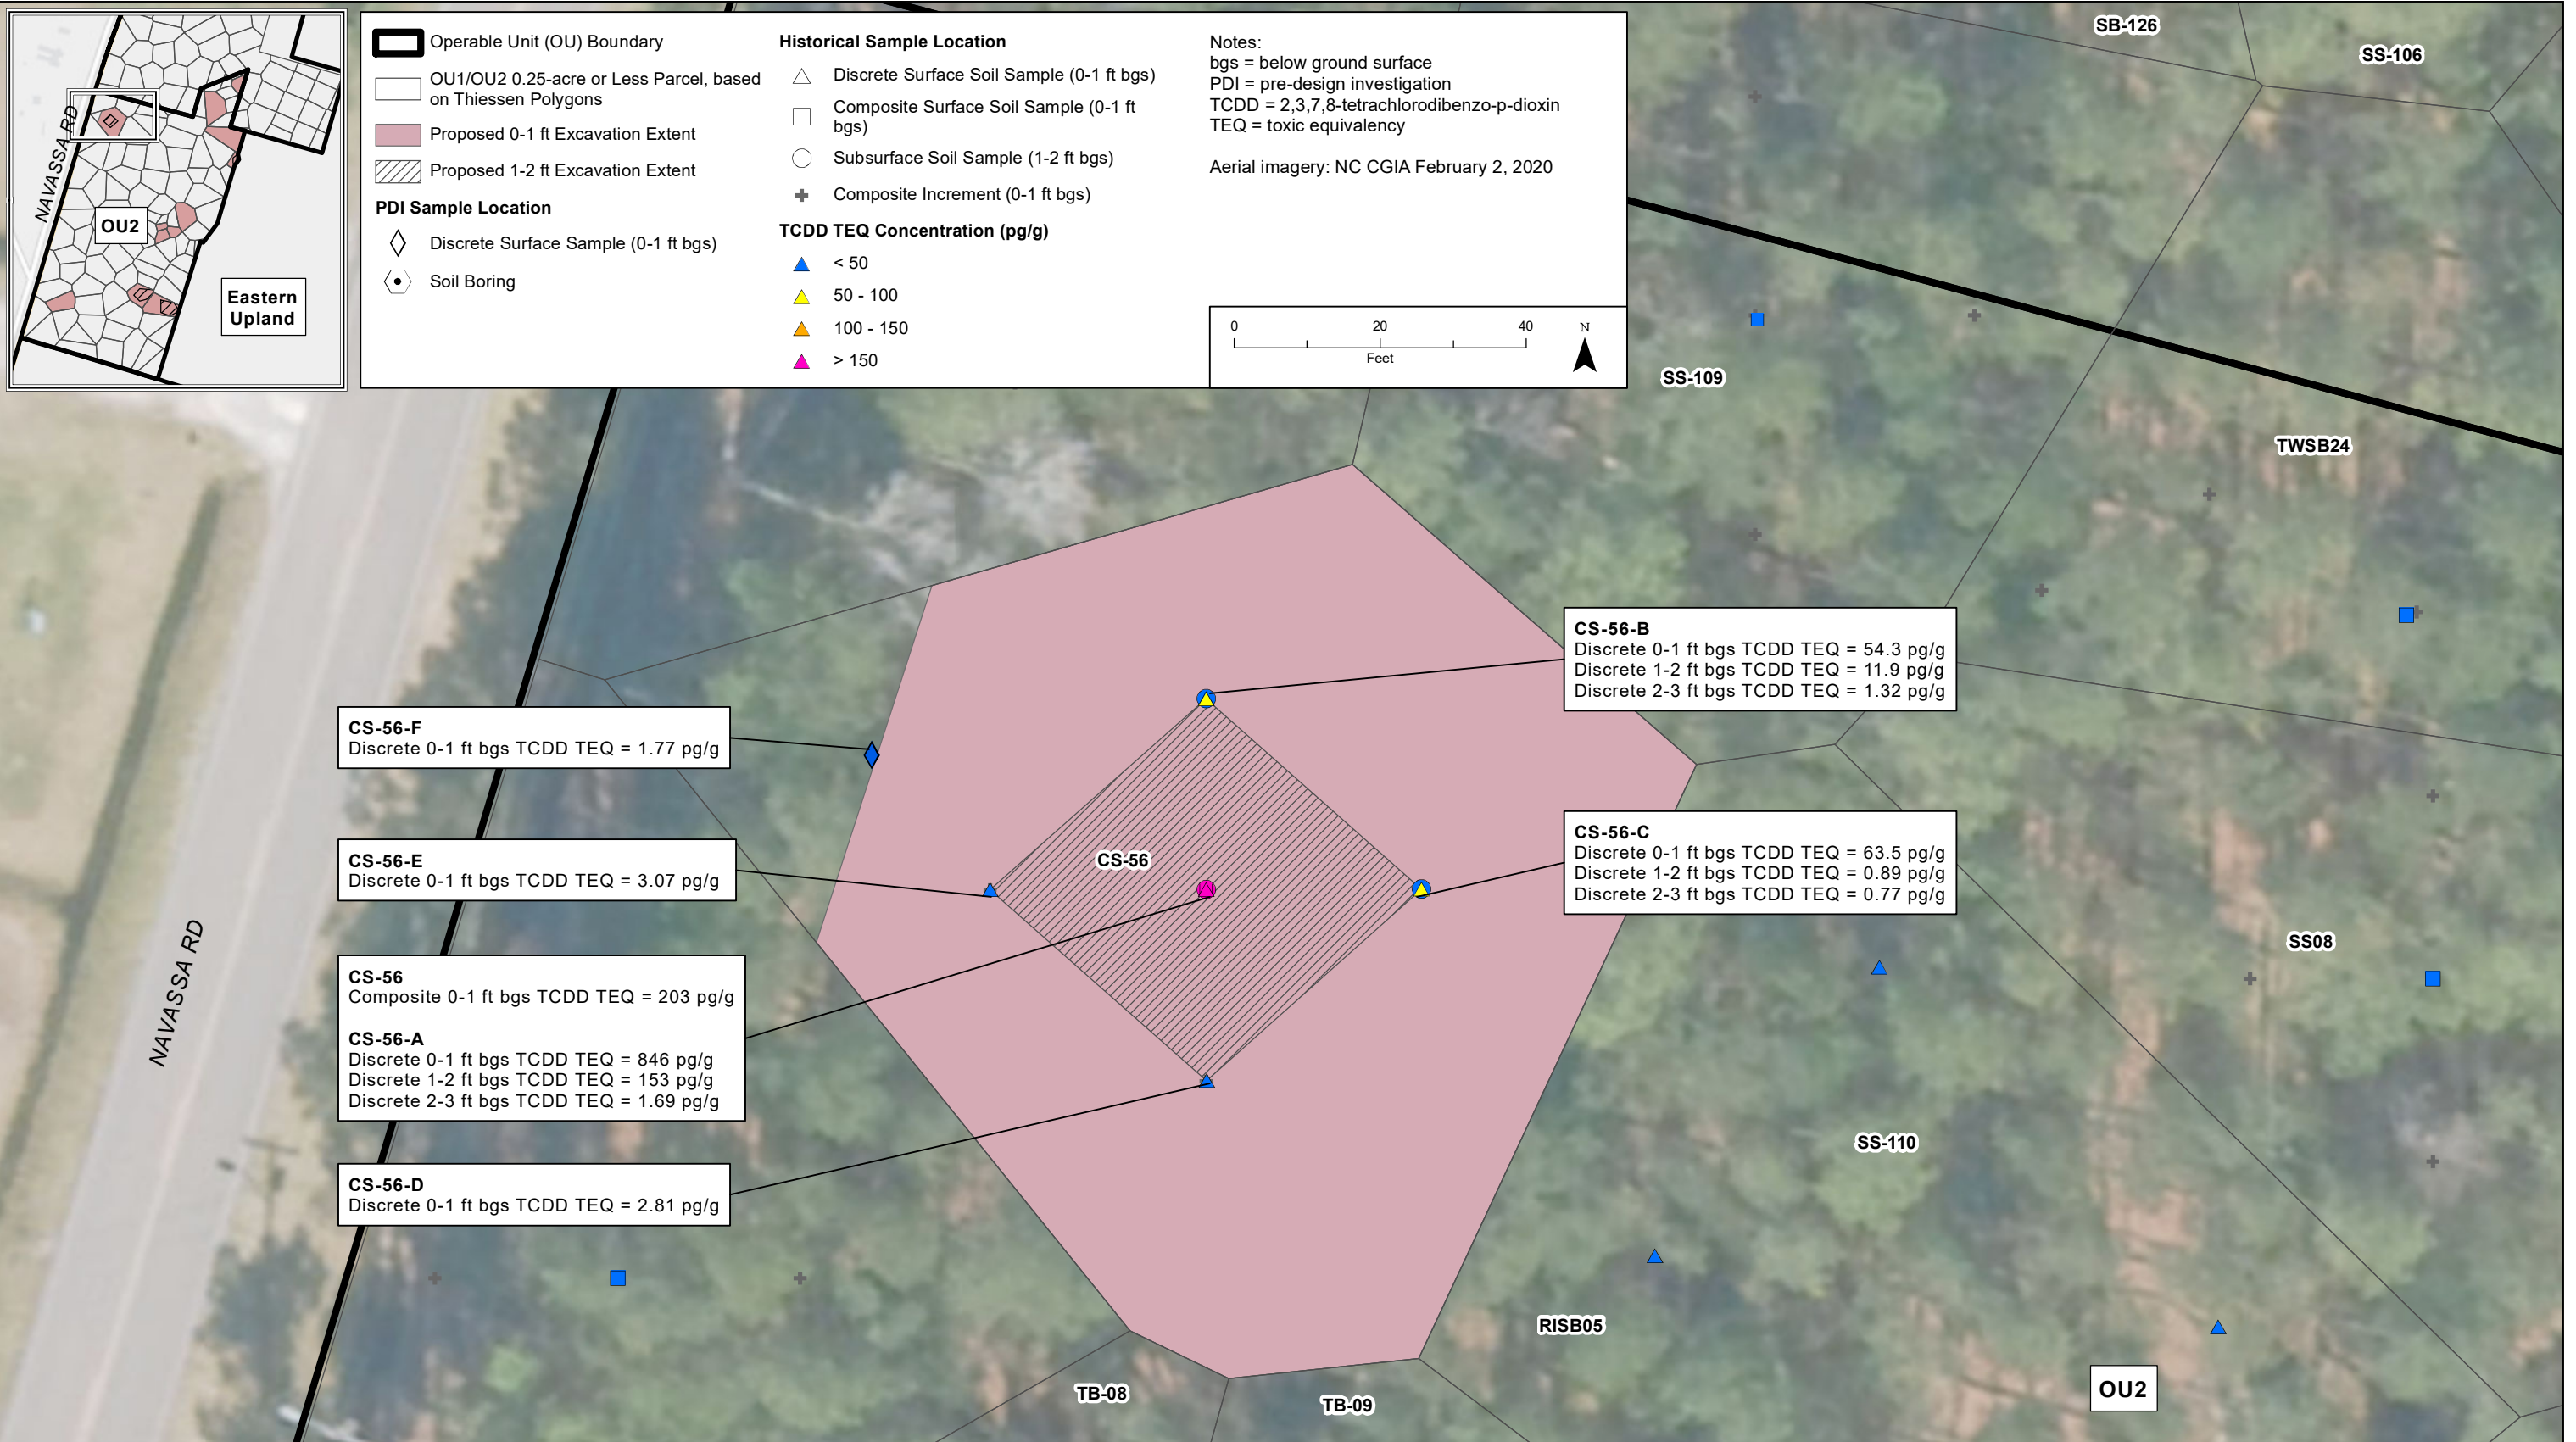 NAVASSA RD
OU2
Eastern
Upland
Operable Unit (OU) Boundary
OU1/OU2 0.25-acre or Less Parcel, based
on Thiessen Polygons
Proposed 0-1 ft Excavation Extent
Proposed 1-2 ft Excavation Extent
PDI Sample Location
Discrete Surface Sample (0-1 ft bgs)
Soil Boring
Historical Sample Location
Discrete Surface Soil Sample (0-1 ft bgs)
Composite Surface Soil Sample (0-1 ft
bgs)
Subsurface Soil Sample (1-2 ft bgs)
Composite Increment (0-1 ft bgs)
TCDD TEQ Concentration (pg/g)
< 50
50 - 100
100 - 150
> 150
Notes:
bgs = below ground surface
PDI = pre-design investigation
TCDD = 2,3,7,8-tetrachlorodibenzo-p-dioxin
TEQ = toxic equivalency
Aerial imagery: NC CGIA February 2, 2020
0 20 40
Feet
N
SB-126
SS-106
SS-109
TWSB24
CS-56-B
Discrete 0-1 ft bgs TCDD TEQ = 54.3 pg/g
Discrete 1-2 ft bgs TCDD TEQ = 11.9 pg/g
Discrete 2-3 ft bgs TCDD TEQ = 1.32 pg/g
CS-56-F
Discrete 0-1 ft bgs TCDD TEQ = 1.77 pg/g
CS-56-E
Discrete 0-1 ft bgs TCDD TEQ = 3.07 pg/g
CS-56
CS-56-C
Discrete 0-1 ft bgs TCDD TEQ = 63.5 pg/g
Discrete 1-2 ft bgs TCDD TEQ = 0.89 pg/g
Discrete 2-3 ft bgs TCDD TEQ = 0.77 pg/g
NAVASSA RD
CS-56
Composite 0-1 ft bgs TCDD TEQ = 203 pg/g
CS-56-A
Discrete 0-1 ft bgs TCDD TEQ = 846 pg/g
Discrete 1-2 ft bgs TCDD TEQ = 153 pg/g
Discrete 2-3 ft bgs TCDD TEQ = 1.69 pg/g
SS08
CS-56-D
Discrete 0-1 ft bgs TCDD TEQ = 2.81 pg/g
SS-110
RISB05
TB-08
TB-09
OU2